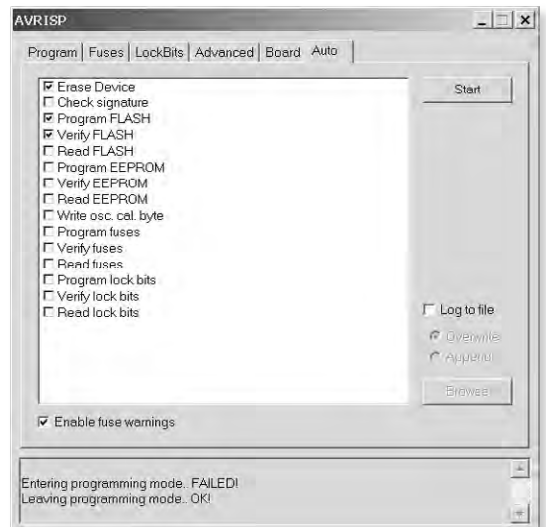 AVRISP
Program Fuses LockBits Advanced Board Auto
Erase Device
Start
Check signature
Program FLASH
Verify FLASH
Read FLASH
Program EEPROM
Verify EEPROM
Read EEPROM
Write osc. cal. byte
Program fuses
Verify fuses
Read fuses
Program lock bits
Verify lock bits
Read lock bits
Log to file
Overwrite
Append
Browse
Enable fuse warnings
Entering programming mode.. FAILED!
Leaving programming mode.. OK!